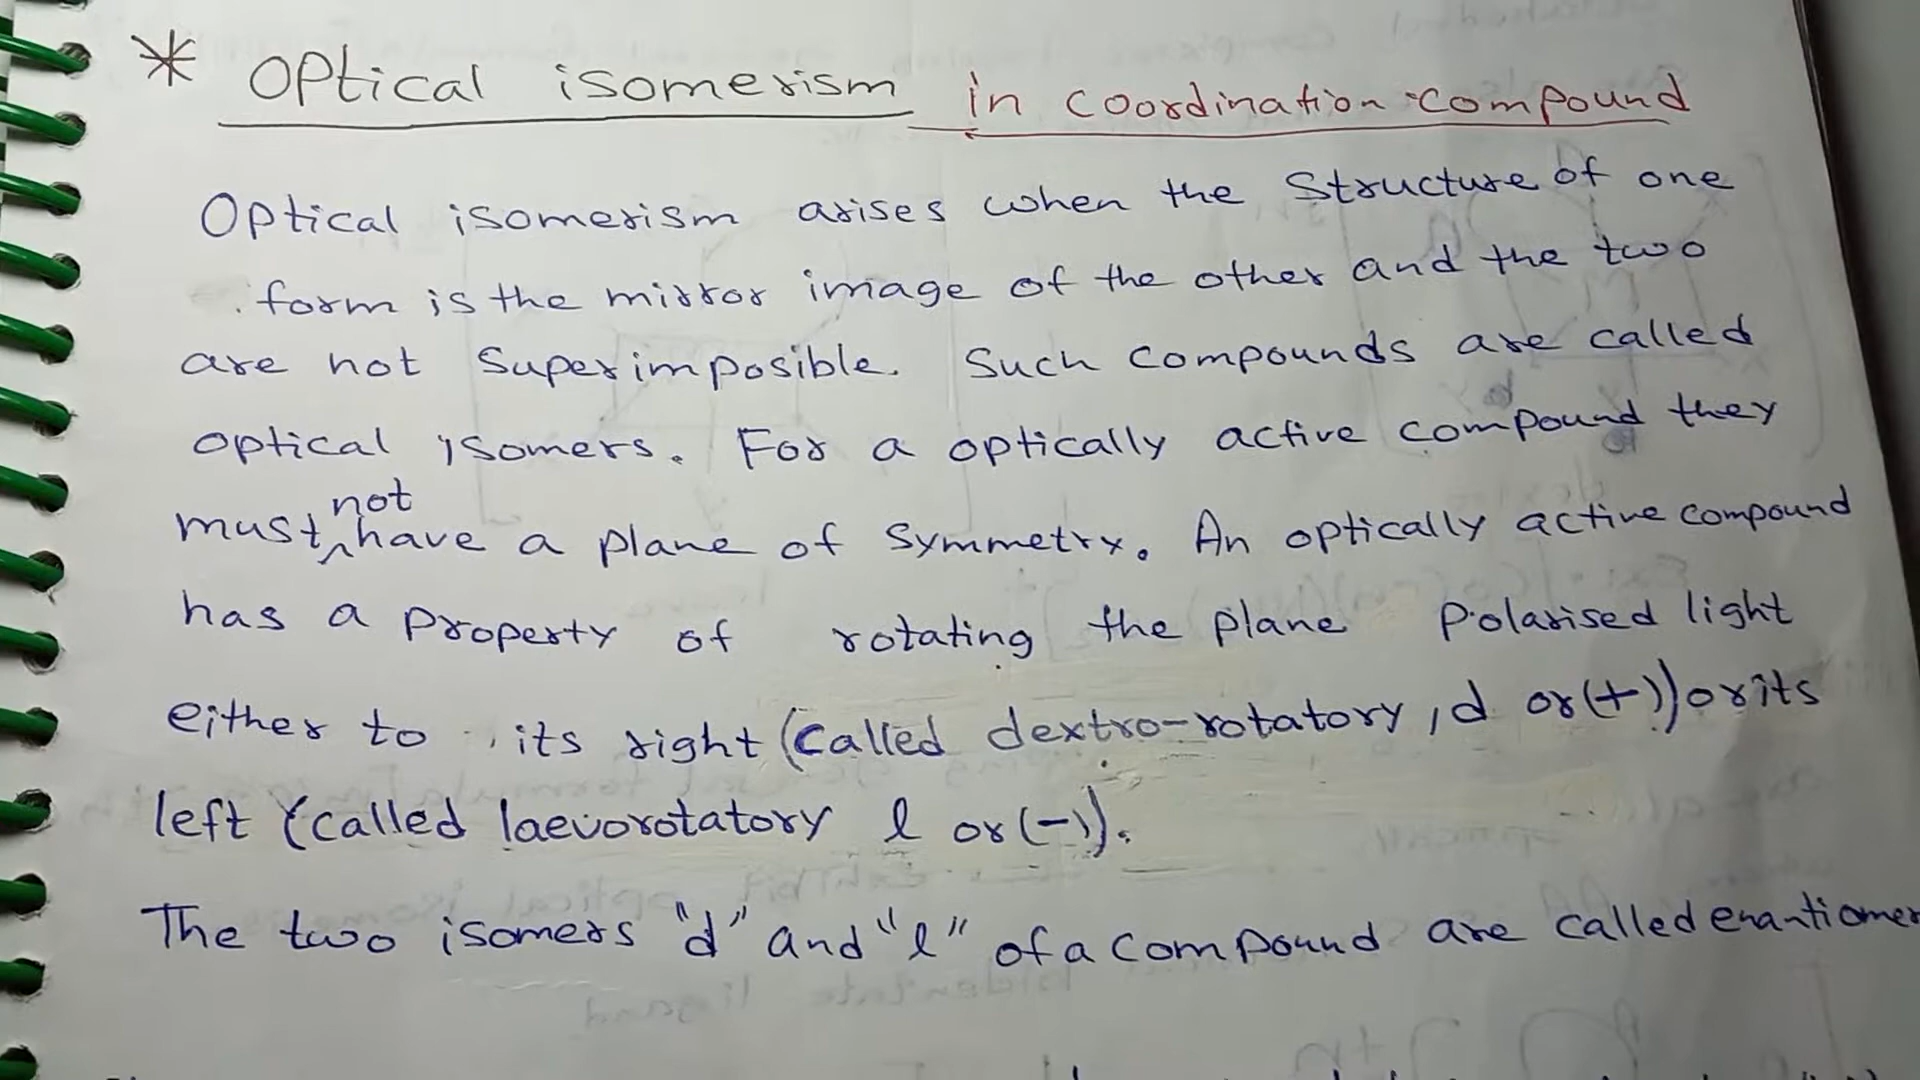 * Optical isomerism in coordination compound
Optical isomerism arises when the structure of one
form is the mirror image of the other and the two
are not superimposible. Such compounds are called
optical isomers. For a optically active compound they
must not have a plane of symmetry. An optically active compound
has a property of rotating the plane polarised light
either to its right (called dextro-rotatory, d or (+)) or its
left (called laevorotatory l or (-)).
The two isomers "d" and "l" of a compound are called enantiomer